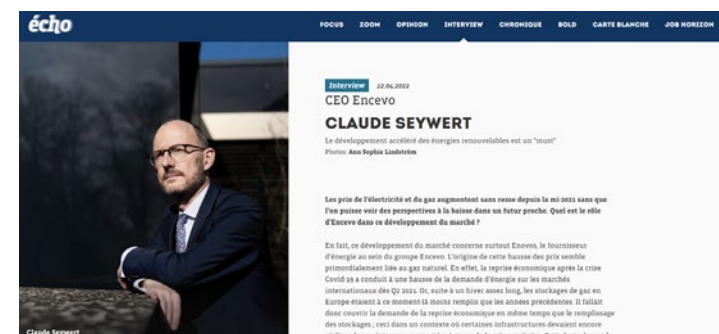 écho
FOCUS ZOOM OPINION INTERVIEW CHRONIQUE BOLD CARTE BLANCHE JOB HORIZON
Interview 22.04.2022
CEO Encevo
CLAUDE SEYWERT
Le développement accéléré des énergies renouvelables est un "must"
Photos: Ann Sophie Lindström
Les prix de l'électricité et du gaz augmentent sans cesse depuis la mi-2021 sans que
l'on puisse voir des perspectives à la baisse dans un futur proche. Quel est le rôle
d'Encevo dans ce développement du marché ?
En fait, ce développement du marché concerne surtout Enovos, le fournisseur
d'énergie au sein du groupe Encevo. L'origine de cette hausse des prix semble
primordialement liée au gaz naturel. En effet, la reprise économique après la crise
Covid 19 a conduit à une hausse de la demande d'énergie sur les marchés
internationaux dès Q2 2021. Or, suite à un hiver assez long, les stockages de gaz en
Europe étaient à ce moment-là moins remplis que les années précédentes. Il fallait
donc couvrir la demande de la reprise économique en même temps que le remplissage
des stockages ; ceci dans un contexte où certaines infrastructures devaient encore
Claude Seywert